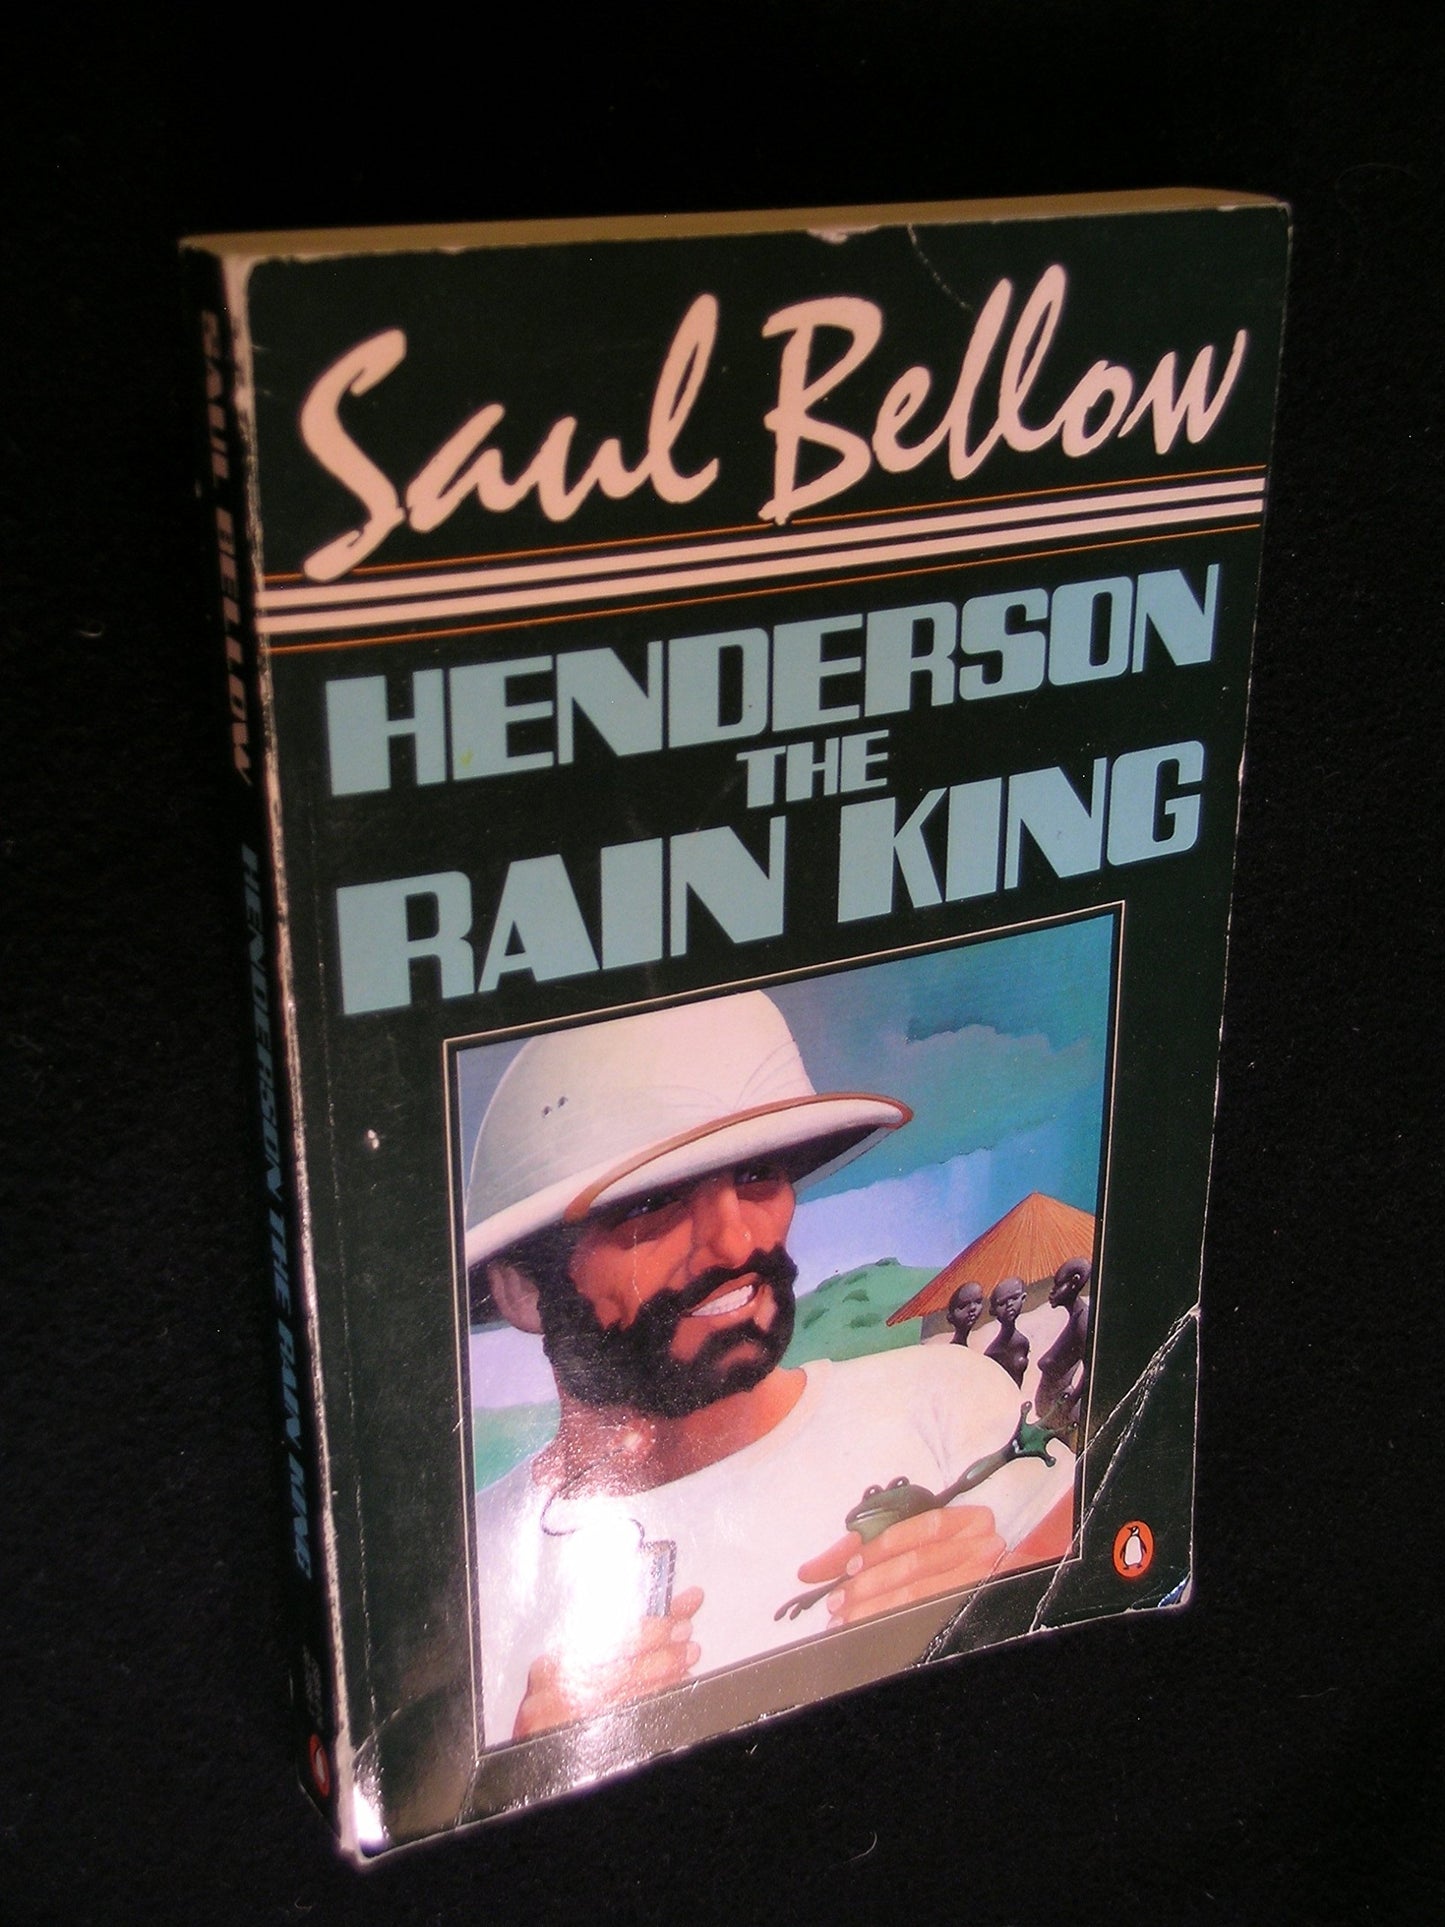 Saul Bellow
HENDERSON
THE
RAIN KING
SAUL BELLOW HENDERSON THE RAIN KING